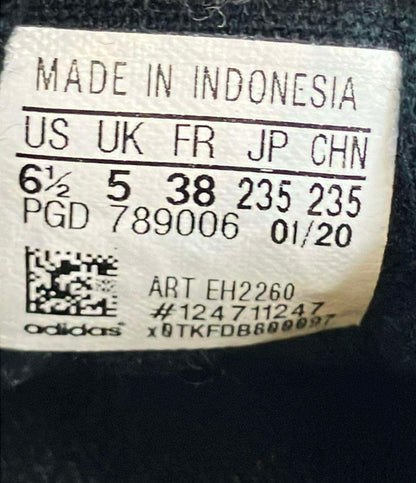 MADE IN INDONESIA
US UK FR JP CHN
6½ 5 38 235 235
PGD 789006 01/20
ART EH2260
#124711247
adidas x0TKFDB800097